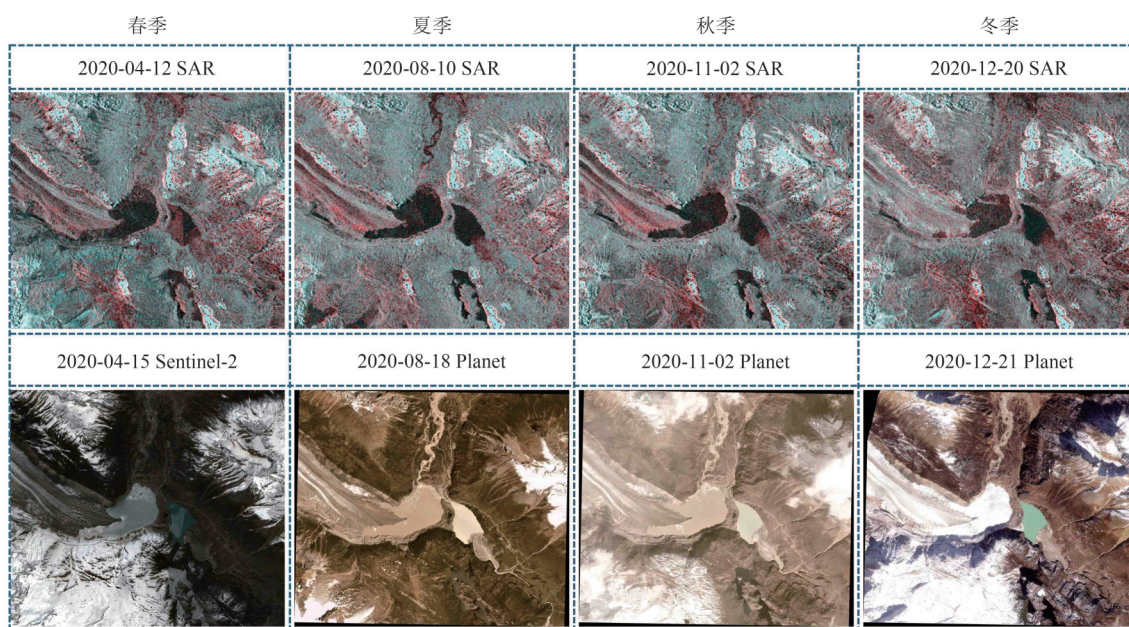 春季 夏季 秋季 冬季
2020-04-12 SAR 2020-08-10 SAR 2020-11-02 SAR 2020-12-20 SAR
2020-04-15 Sentinel-2 2020-08-18 Planet 2020-11-02 Planet 2020-12-21 Planet